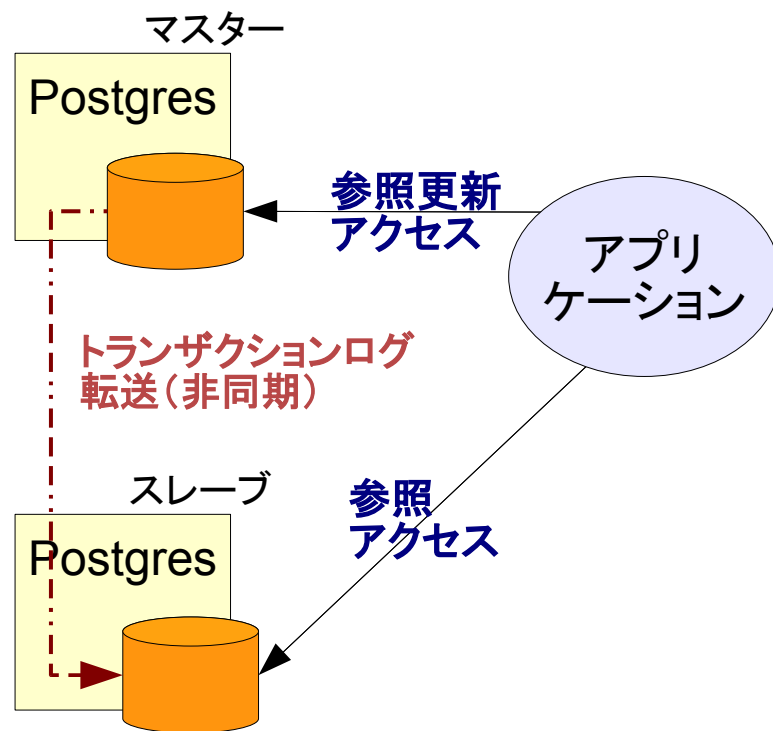 マスター
Postgres
参照更新
アクセス
アプリ
ケーション
トランザクションログ
転送(非同期)
スレーブ
Postgres
参照
アクセス